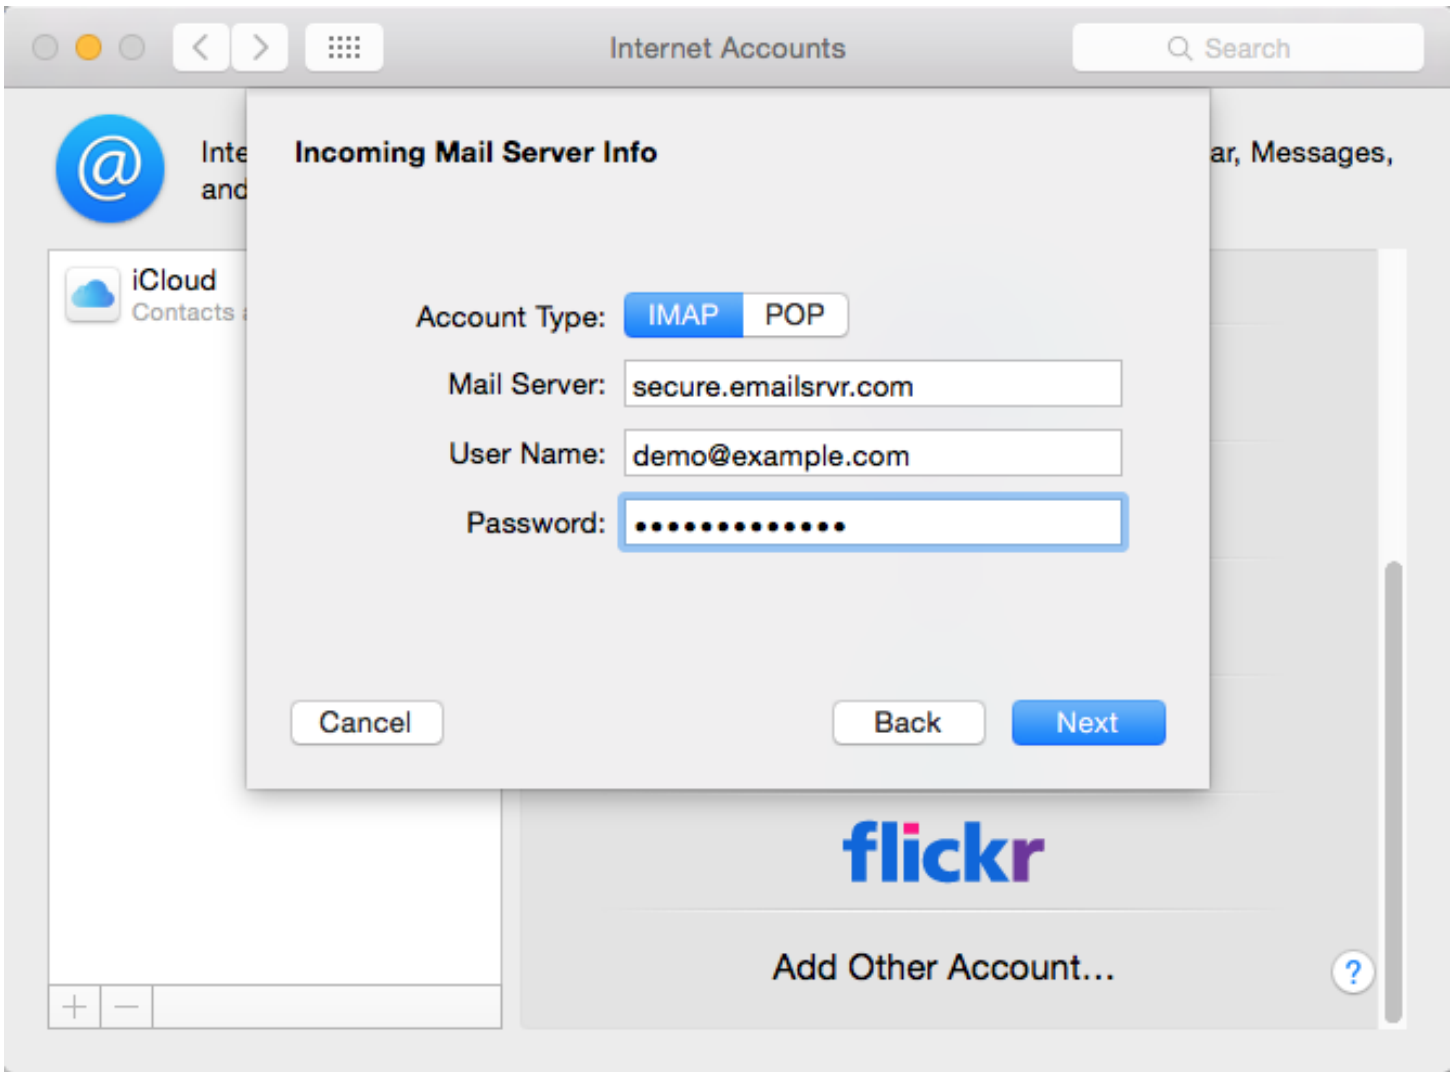 Internet Accounts
Search
Inte
ar, Messages,
and
Incoming Mail Server Info
iCloud
Contacts
Account Type:
IMAP
POP
Mail Server:
secure.emailsrvr.com
User Name:
demo@example.com
Password:
•••••••••••••
Cancel
Back
Next
flickr
Add Other Account...
?